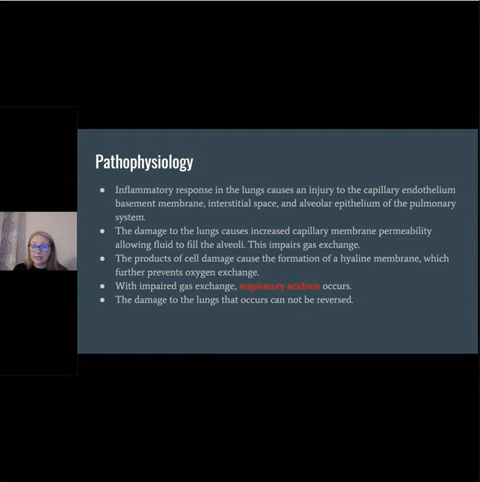 Pathophysiology
Inflammatory response in the lungs causes an injury to the capillary endothelium
basement membrane, interstitial space, and alveolar epithelium of the pulmonary
system.
The damage to the lungs causes increased capillary membrane permeability
allowing fluid to fill the alveoli. This impairs gas exchange.
The products of cell damage cause the formation of a hyaline membrane, which
further prevents oxygen exchange.
With impaired gas exchange, respiratory acidosis occurs.
The damage to the lungs that occurs can not be reversed.